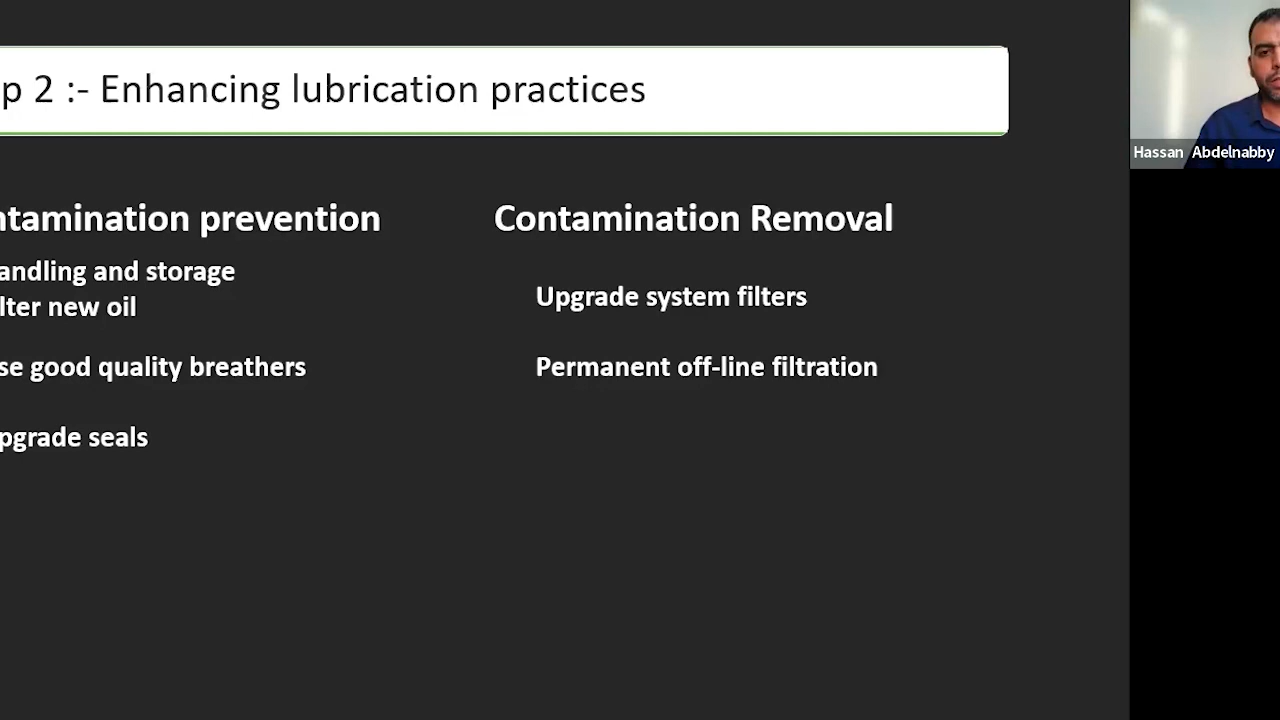 p 2 :- Enhancing lubrication practices
Hassan Abdelnabby
ntamination prevention
andling and storage
lter new oil
se good quality breathers
pgrade seals
Contamination Removal
Upgrade system filters
Permanent off-line filtration